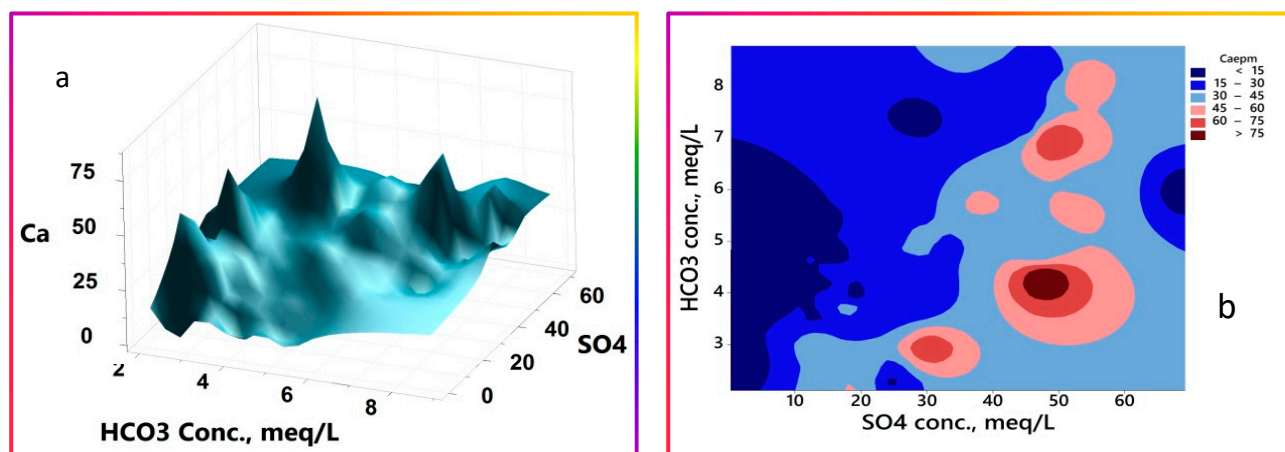 a
75
50
Ca
25
0
2
4
6
8
HCO3 Conc., meq/L
0
20
40
60
SO4
8
7
6
5
4
3
HCO3 conc., meq/L
10 20 30 40 50 60
SO4 conc., meq/L
Caepm
< 15
15 – 30
30 – 45
45 – 60
60 – 75
> 75
b